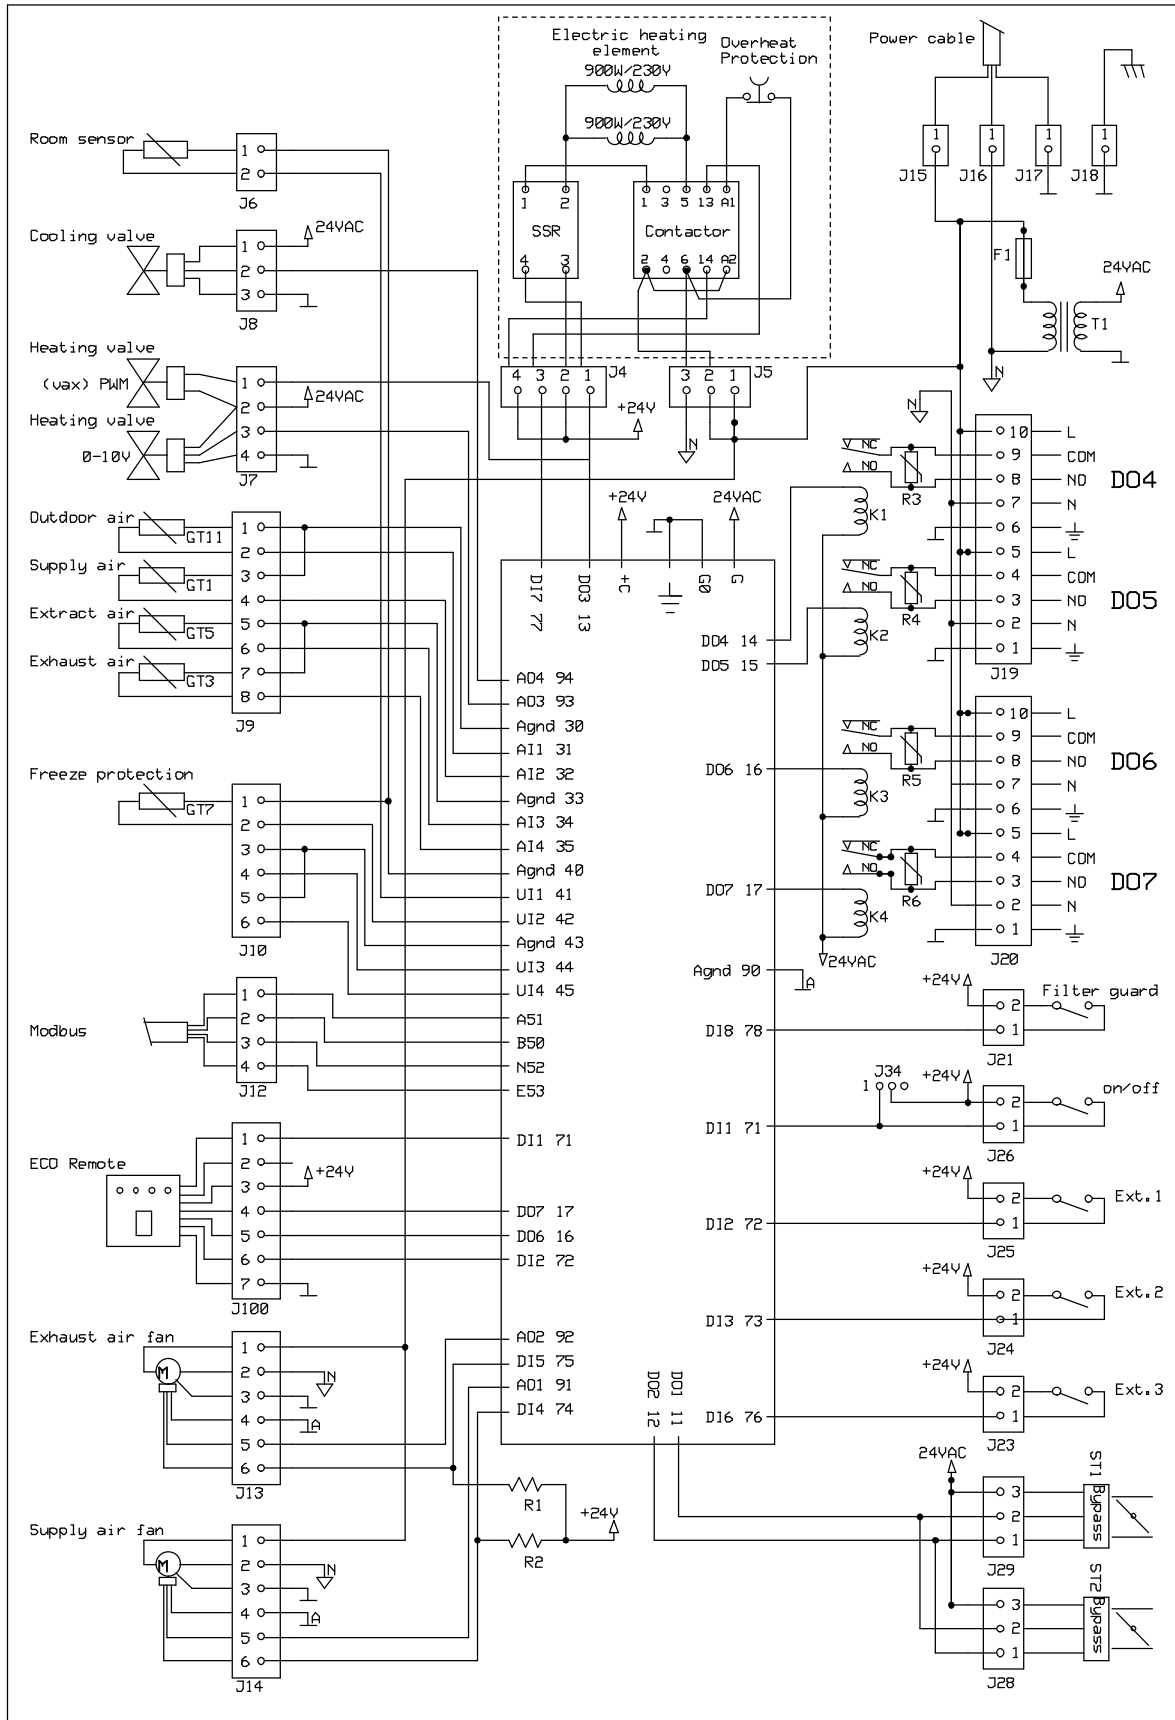 Electric heating
element
Overheat
Protection
900W/230V
900W/230V
Power cable
1 1 1 1
J15 J16 J17 J18
Room sensor
1
2
J6
1 2
SSR
4 3
1 3 5 13 A1
Contactor
2 4 6 14 A2
Cooling valve
24VAC
1
2
3
J8
F1
24VAC
T1
N
Heating valve
(vax) PWM
Heating valve
0-10V
1
2
3
4
J7
24VAC
4 3 2 1
J4
+24V
3 2 1
J5
N
N
Outdoor air
GT11
Supply air
GT1
Extract air
GT5
Exhaust air
GT3
1
2
3
4
5
6
7
8
J9
+24V
24VAC
DI7 77
DO3 13
+C
G0
G
NC
NO
R3
K1
NC
NO
R4
K2
10 L
9 COM
8 NO
7 N
6
DO4
5 L
4 COM
3 NO
2 N
1
DO5
J19
DO4 14
DO5 15
AO4 94
AO3 93
Agnd 30
AI1 31
AI2 32
Agnd 33
AI3 34
AI4 35
Agnd 40
UI1 41
UI2 42
Agnd 43
UI3 44
UI4 45
A51
B50
N52
E53
Freeze protection
GT7
1
2
3
4
5
6
J10
DO6 16
DO7 17
NC
NO
R5
K3
NC
NO
R6
K4
24VAC
10 L
9 COM
8 NO
7 N
6
DO6
5 L
4 COM
3 NO
2 N
1
DO7
J20
Agnd 90
A
Modbus
1
2
3
4
J12
+24V
Filter guard
DI8 78
2
1
J21
1
J34
+24V
on/off
DI1 71
2
1
J26
ECO Remote
1
2
3
4
5
6
7
J100
+24V
DI1 71
DO7 17
DO6 16
DI2 72
+24V
Ext.1
DI2 72
2
1
J25
+24V
Ext.2
DI3 73
2
1
J24
Exhaust air fan
M
1
2
3
4
5
6
J13
N
A
AO2 92
DI5 75
AO1 91
DI4 74
DO2 12
DO1 11
+24V
Ext.3
DI6 76
2
1
J23
R1
R2
+24V
24VAC
3
2
1
J29
ST1 Bypass
Supply air fan
M
1
2
3
4
5
6
J14
N
A
3
2
1
J28
ST2 Bypass